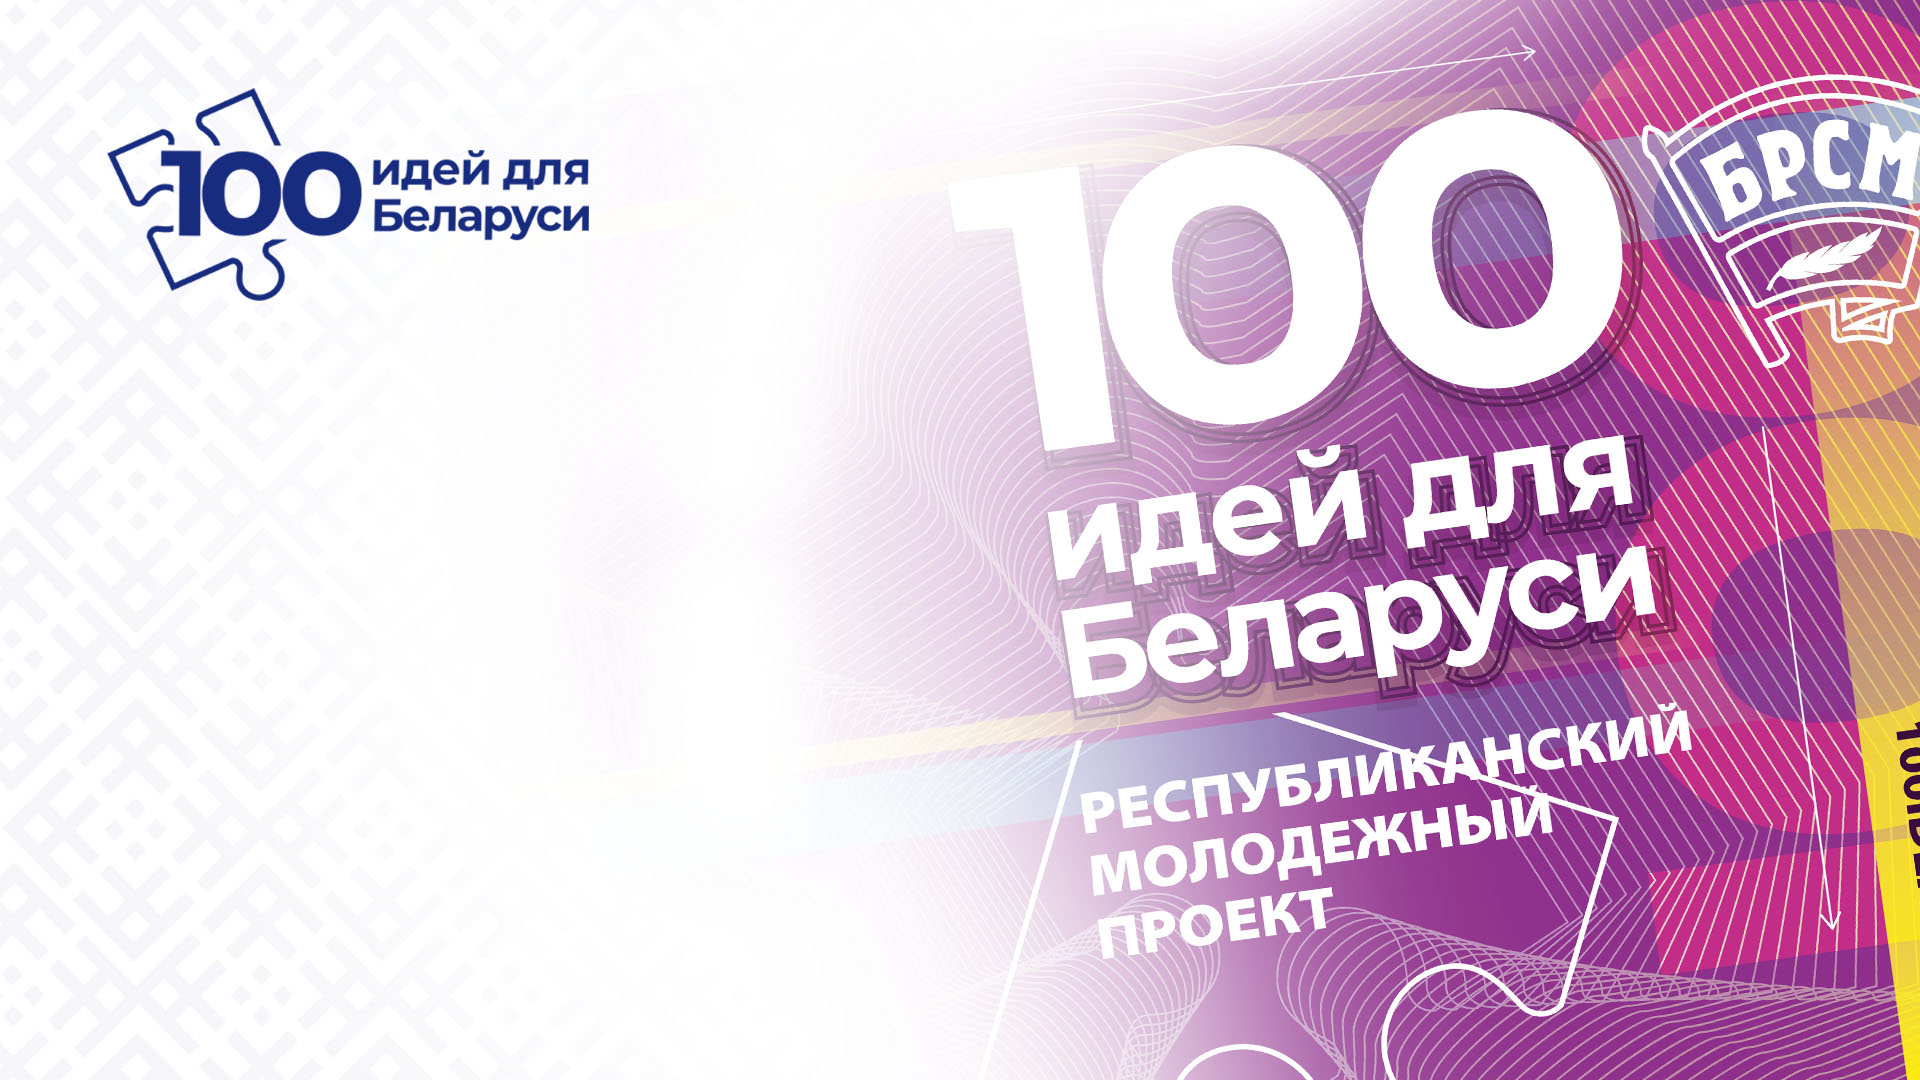 100 идей для
Беларуси
100
идей для
Беларуси
РЕСПУБЛИКАНСКИЙ
МОЛОДЕЖНЫЙ
ПРОЕКТ
БРСМ